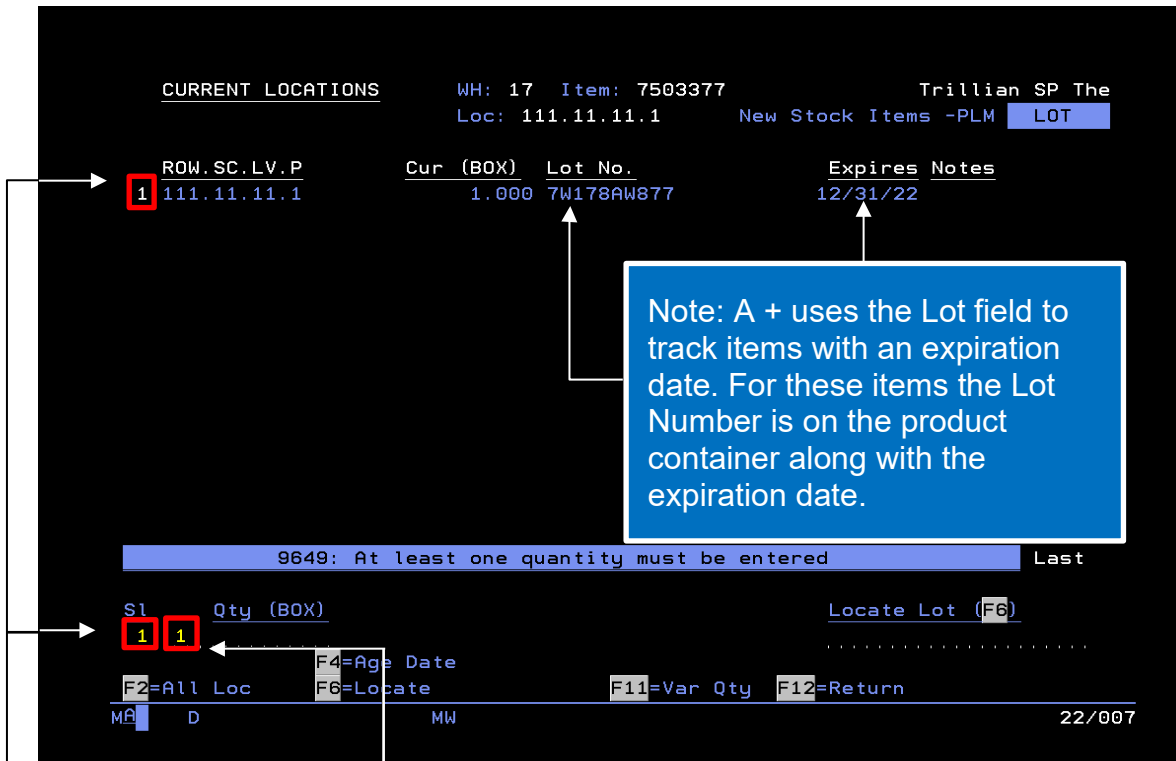 CURRENT LOCATIONS WH: 17 Item: 7503377 Trillian SP The
Loc: 111.11.11.1 New Stock Items -PLM LOT
ROW.SC.LV.P Cur (BOX) Lot No. Expires Notes
1 111.11.11.1 1.000 7W178AW877 12/31/22
Note: A + uses the Lot field to
track items with an expiration
date. For these items the Lot
Number is on the product
container along with the
expiration date.
9649: At least one quantity must be entered Last
Sl Qty (BOX) Locate Lot (F6)
1 1
F4=Age Date
F2=All Loc F6=Locate F11=Var Qty F12=Return
MA D MW 22/007